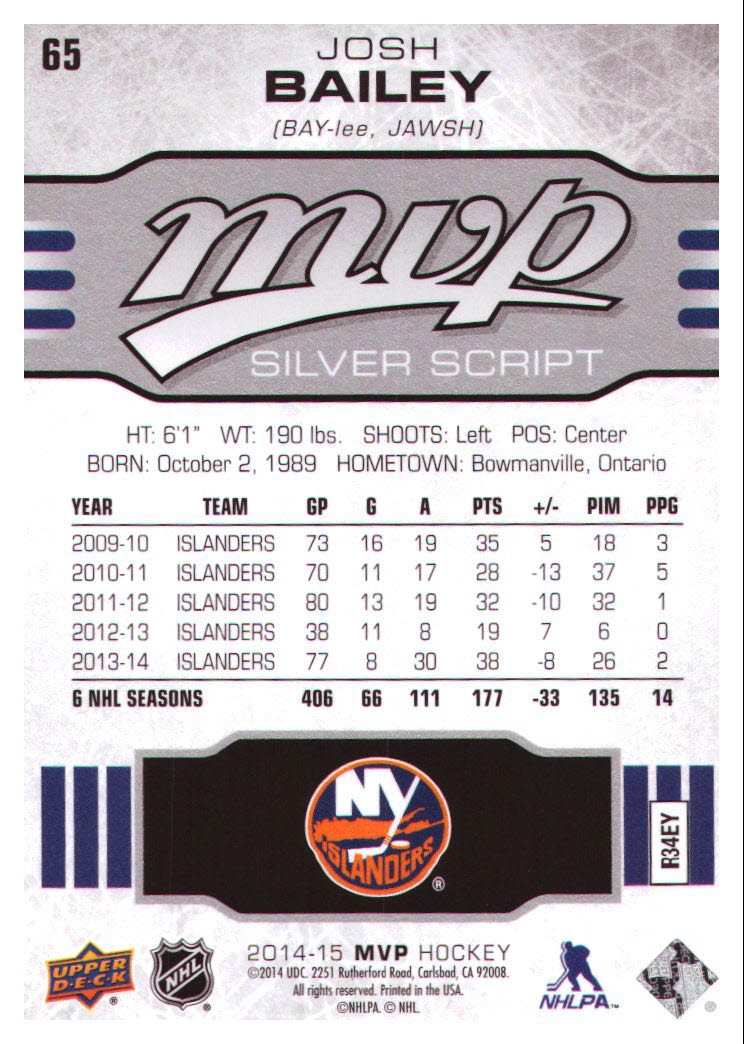 65
JOSH
BAILEY
(BAY-lee, JAWSH)
mvp
SILVER SCRIPT
HT: 6'1" WT: 190 lbs. SHOOTS: Left POS: Center
BORN: October 2, 1989 HOMETOWN: Bowmanville, Ontario
YEAR TEAM GP G A PTS +/- PIM PPG
2009-10 ISLANDERS 73 16 19 35 5 18 3
2010-11 ISLANDERS 70 11 17 28 -13 37 5
2011-12 ISLANDERS 80 13 19 32 -10 32 1
2012-13 ISLANDERS 38 11 8 19 7 6 0
2013-14 ISLANDERS 77 8 30 38 -8 26 2
6 NHL SEASONS 406 66 111 177 -33 135 14
NY
ISLANDERS
®
R34EY
UPPER
D·E·C·K
®
NHL
®
2014-15 MVP HOCKEY
©2014 UDC. 2251 Rutherford Road, Carlsbad, CA 92008.
All rights reserved. Printed in the USA.
©NHLPA. © NHL.
NHLPA™
®